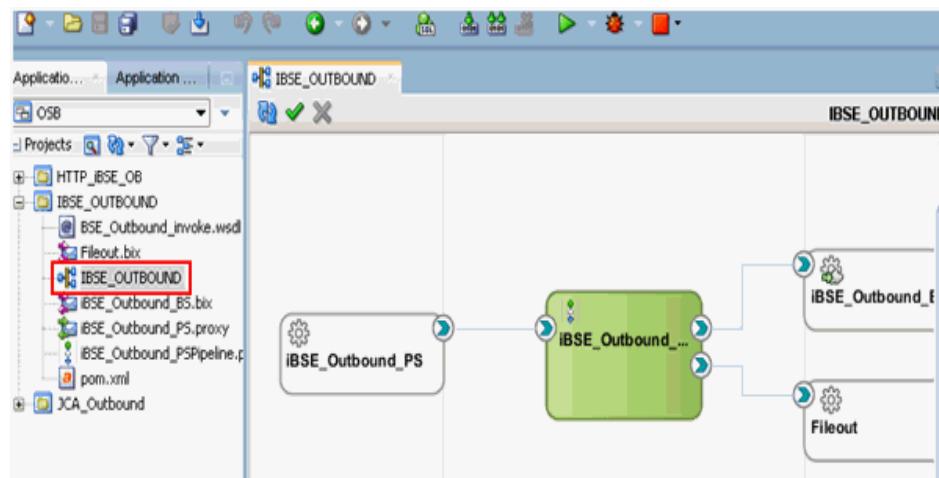 Applicatio...
Application ...
IBSE_OUTBOUND
OSB
IBSE_OUTBOUN
Projects
HTTP_iBSE_OB
IBSE_OUTBOUND
BSE_Outbound_invoke.wsdl
Fileout.bix
IBSE_OUTBOUND
iBSE_Outbound_BS.bix
iBSE_Outbound_PS.proxy
iBSE_Outbound_PSPipeline.p
pom.xml
JCA_Outbound
iBSE_Outbound_PS
iBSE_Outbound_...
iBSE_Outbound_B
Fileout